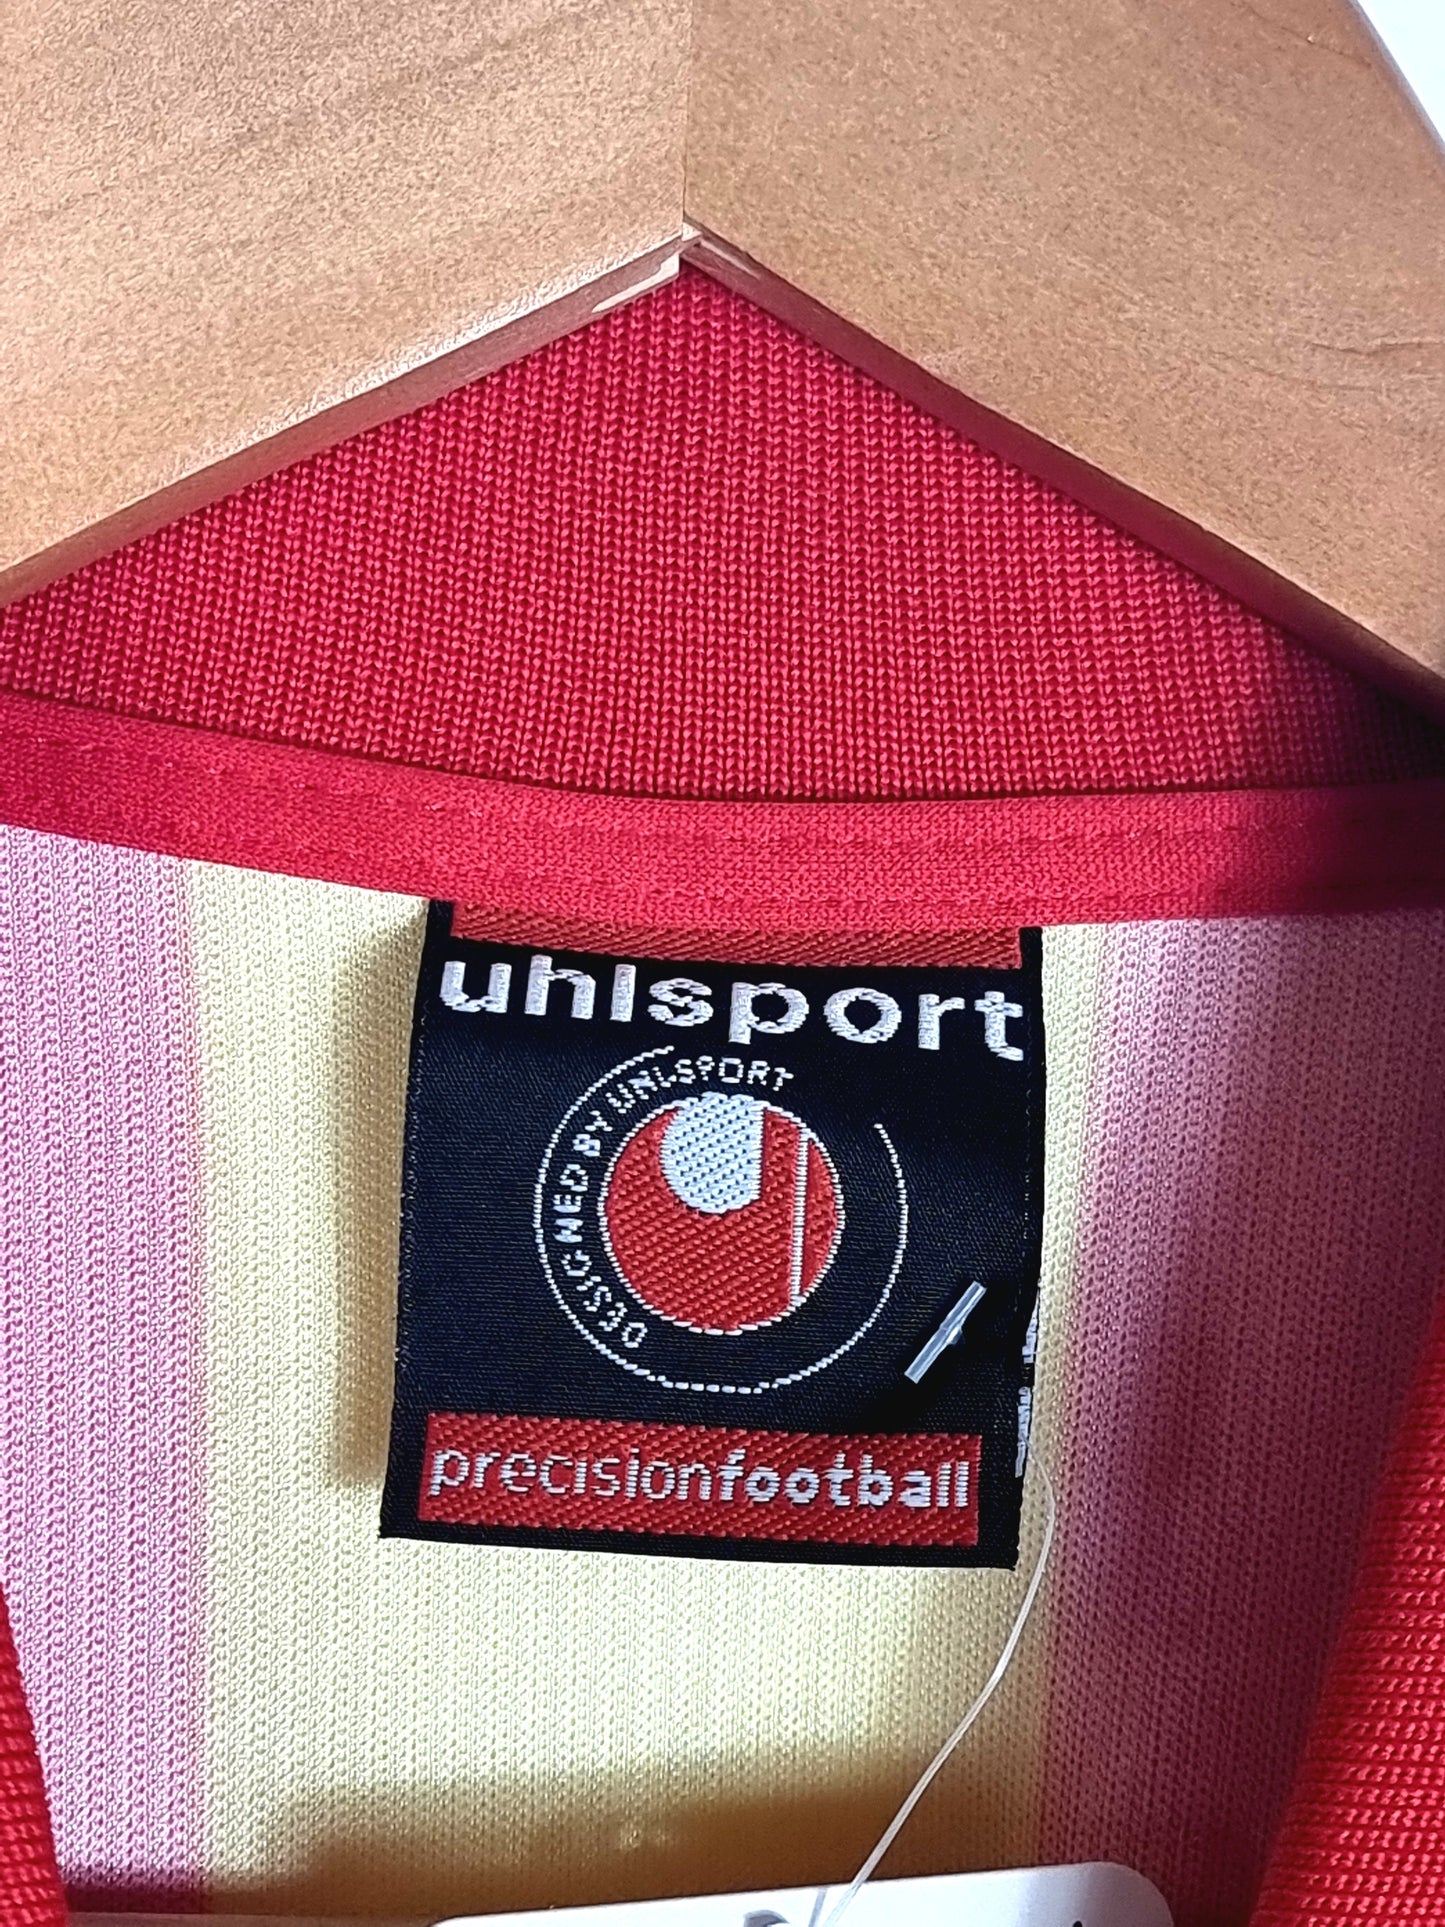 uhlsport
DESIGNED BY UHLSPORT
precisionfootball